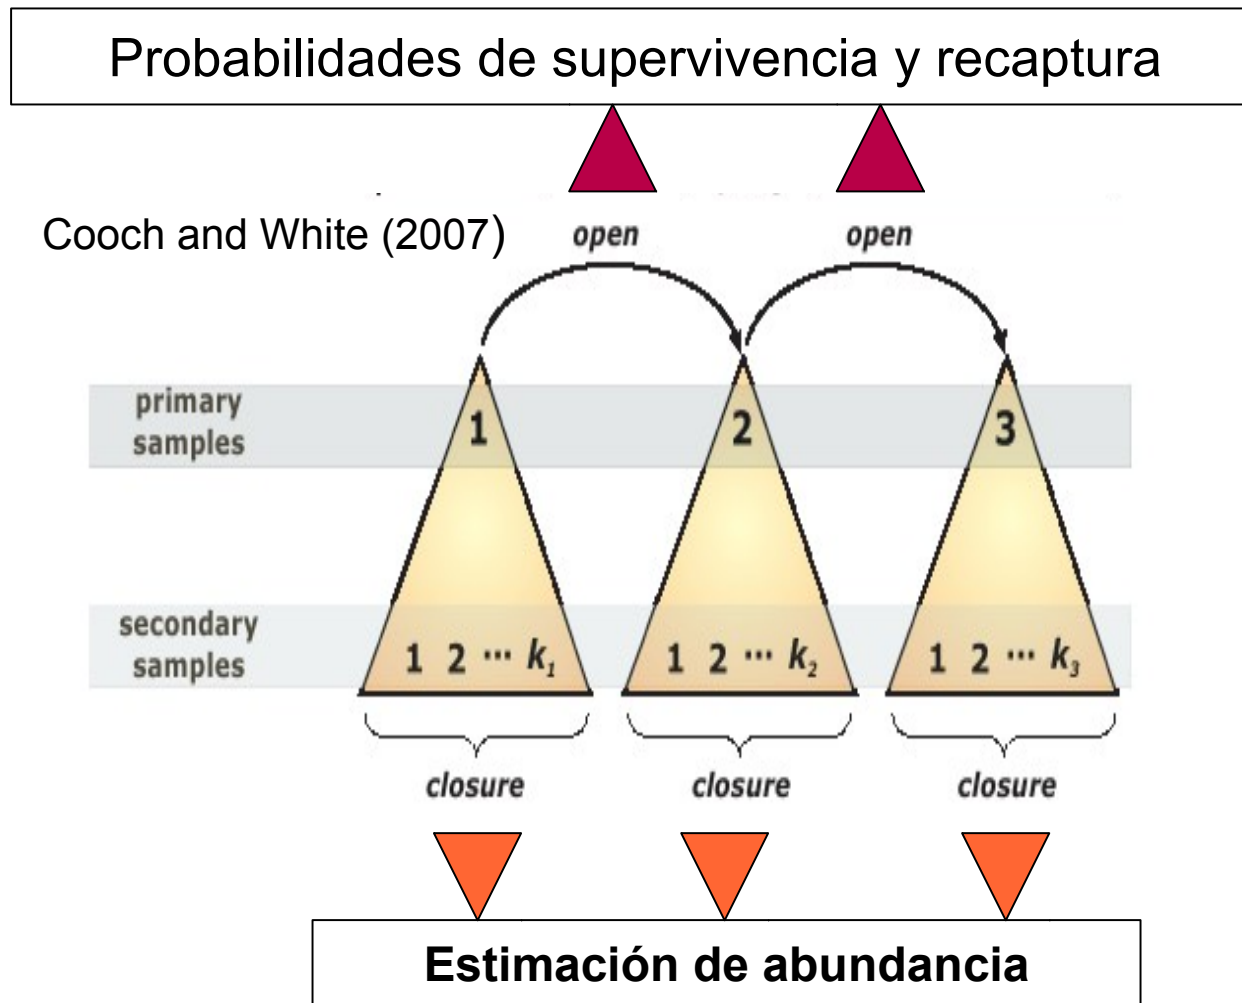 Probabilidades de supervivencia y recaptura
Cooch and White (2007)
open
open
primary
samples
1
2
3
secondary
samples
1 2 ··· k₁
1 2 ··· k₂
1 2 ··· k₃
closure
closure
closure
Estimación de abundancia